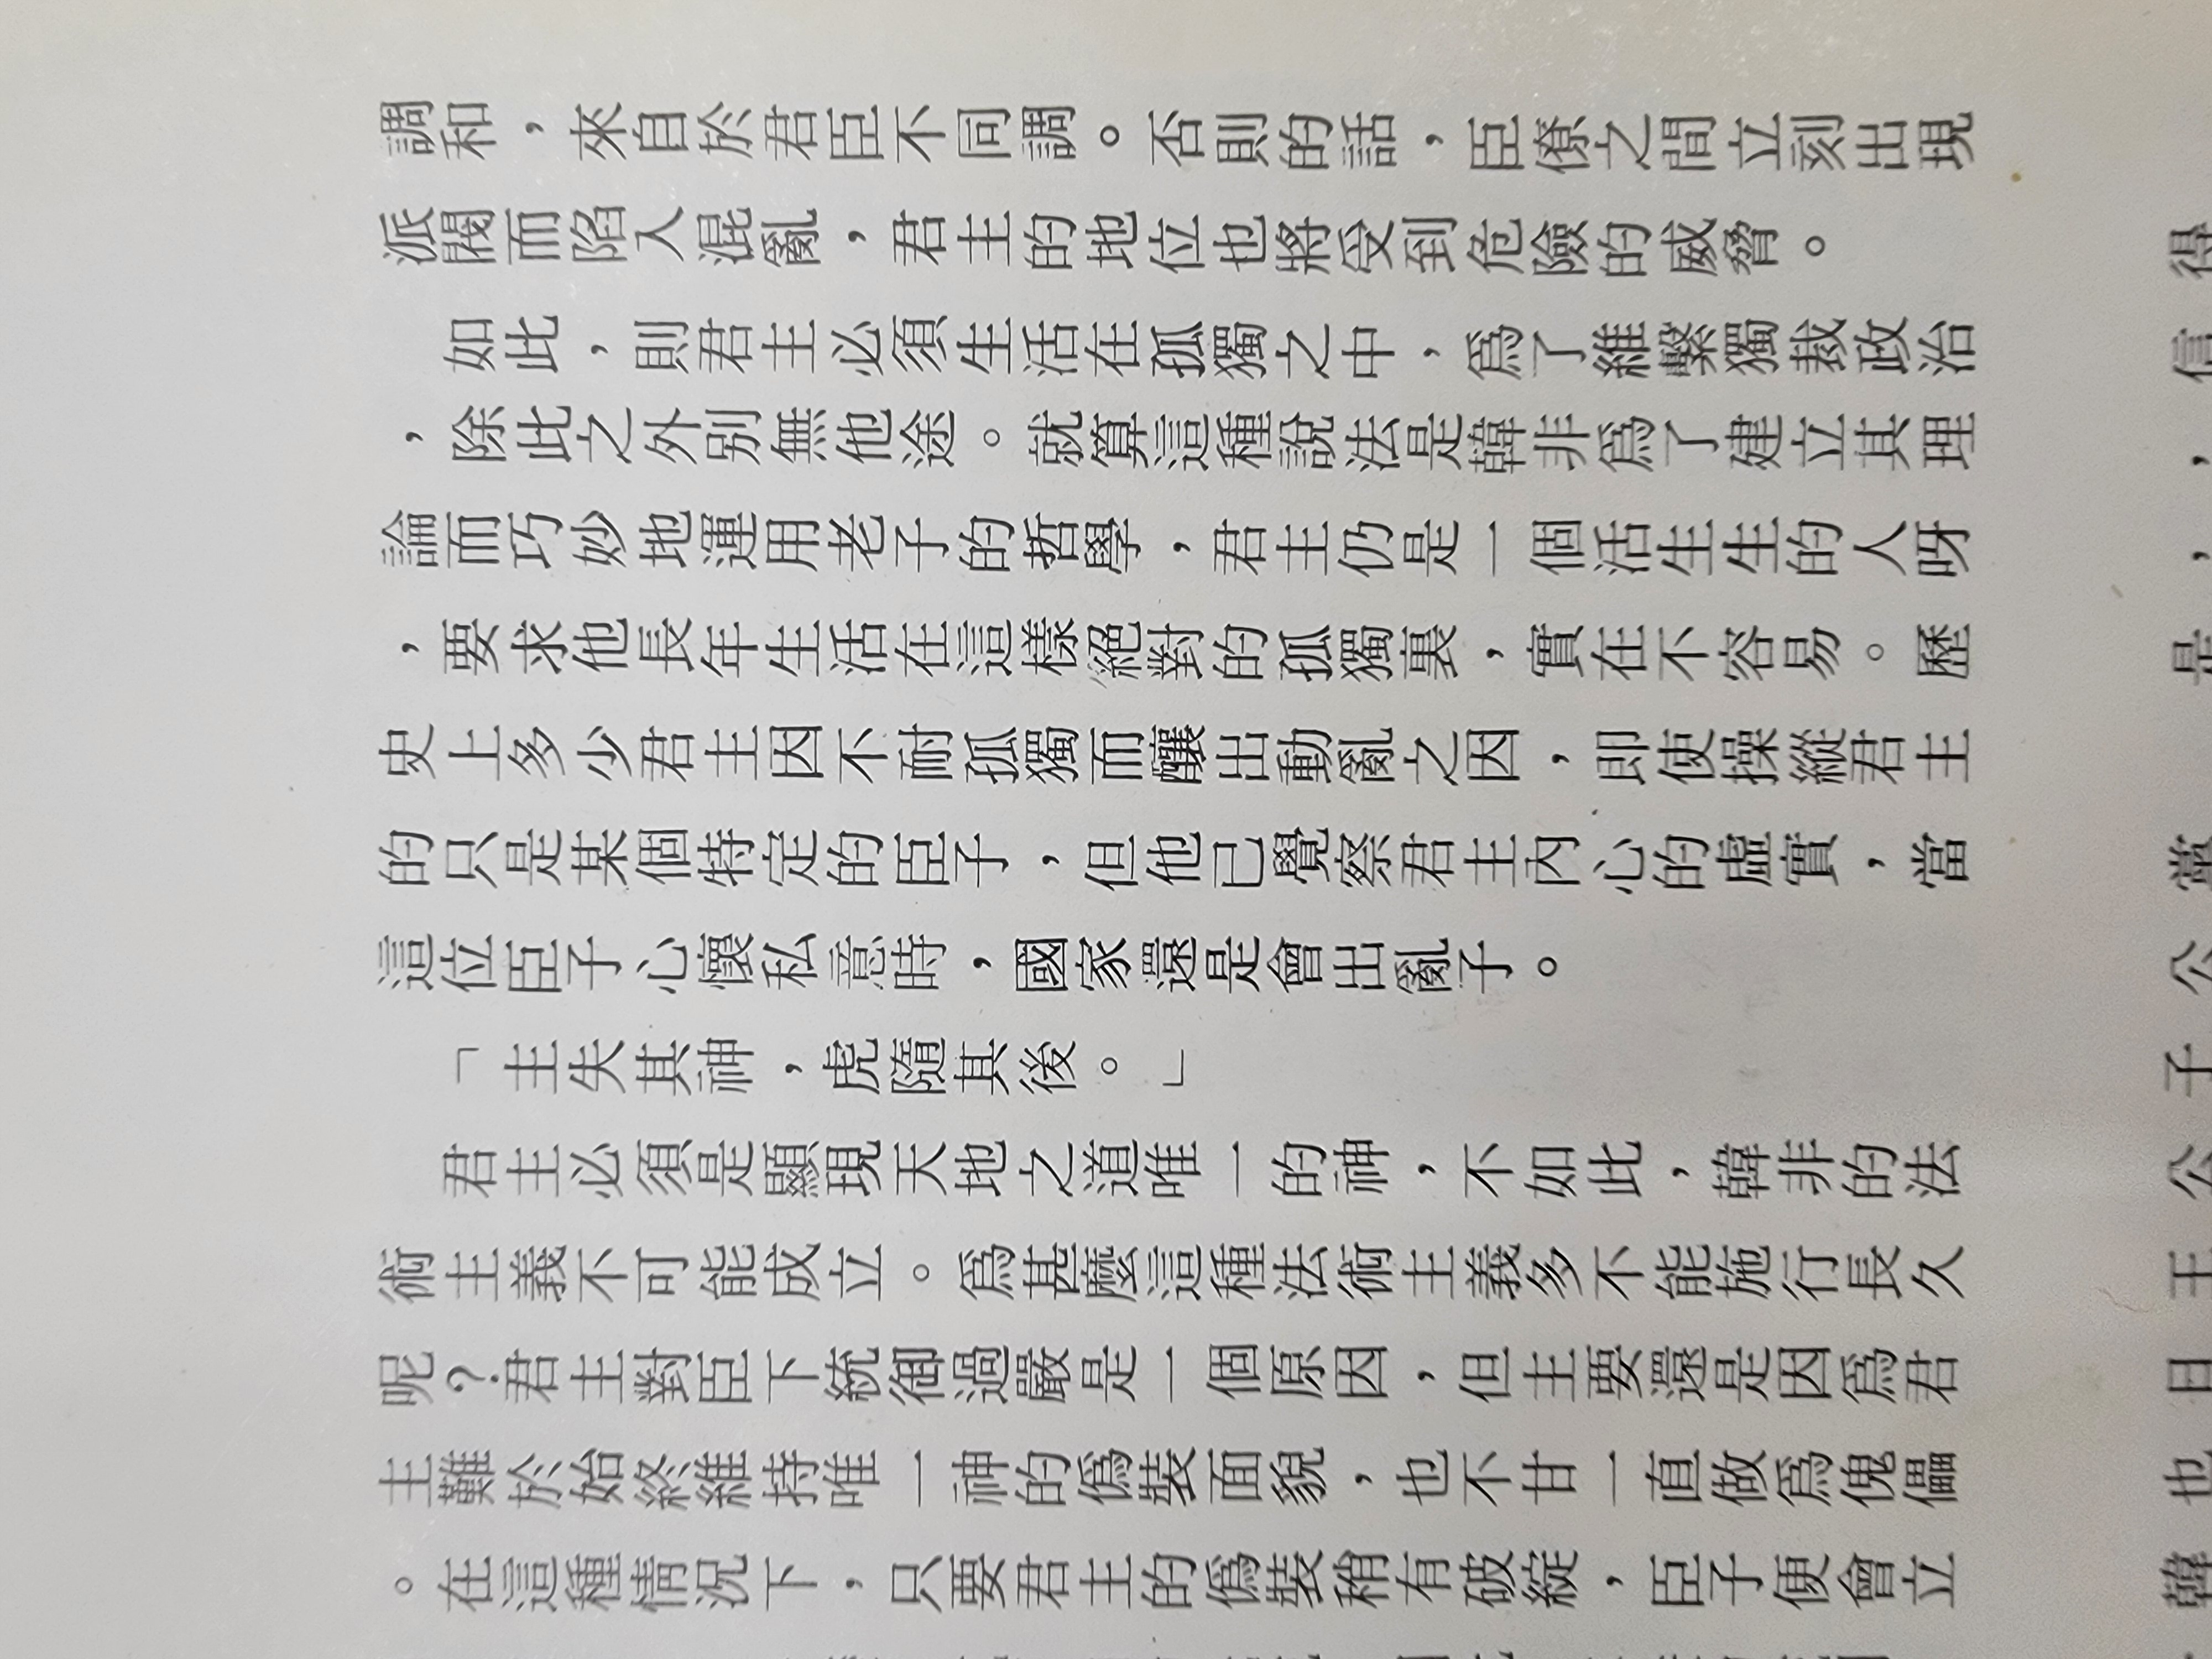 調和，來自於君臣不同調。否則的話，臣僚之間立刻出現
派閥而陷入混亂，君主的地位也將受到危險的威脅。
如此，則君主必須生活在孤獨之中，爲了維繫獨裁政治
，除此之外別無他途。就算這種說法是韓非爲了建立其理
論而巧妙地運用老子的哲學，君主仍是一個活生生的人呀
，要求他長年生活在這樣絕對的孤獨裏，實在不容易。歷
史上多少君主因不耐孤獨而釀出動亂之因，即使操縱君主
的只是某個特定的臣子，但他已覺察君主內心的虛實，當
這位臣子心懷私意時，國家還是會出亂子。
「主失其神，虎隨其後。」
君主必須是顯現天地之道唯一的神，不如此，韓非的法
術主義不可能成立。爲甚麼這種法術主義多不能施行長久
呢？君主對臣下統御過嚴是一個原因，但主要還是因爲君
主難於始終維持唯一神的僞裝面貌，也不甘一直做爲傀儡
。在這種情況下，只要君主的僞裝稍有破綻，臣子便會立
得
信
，
，
是
當
公
子
公
王
日
也
韓